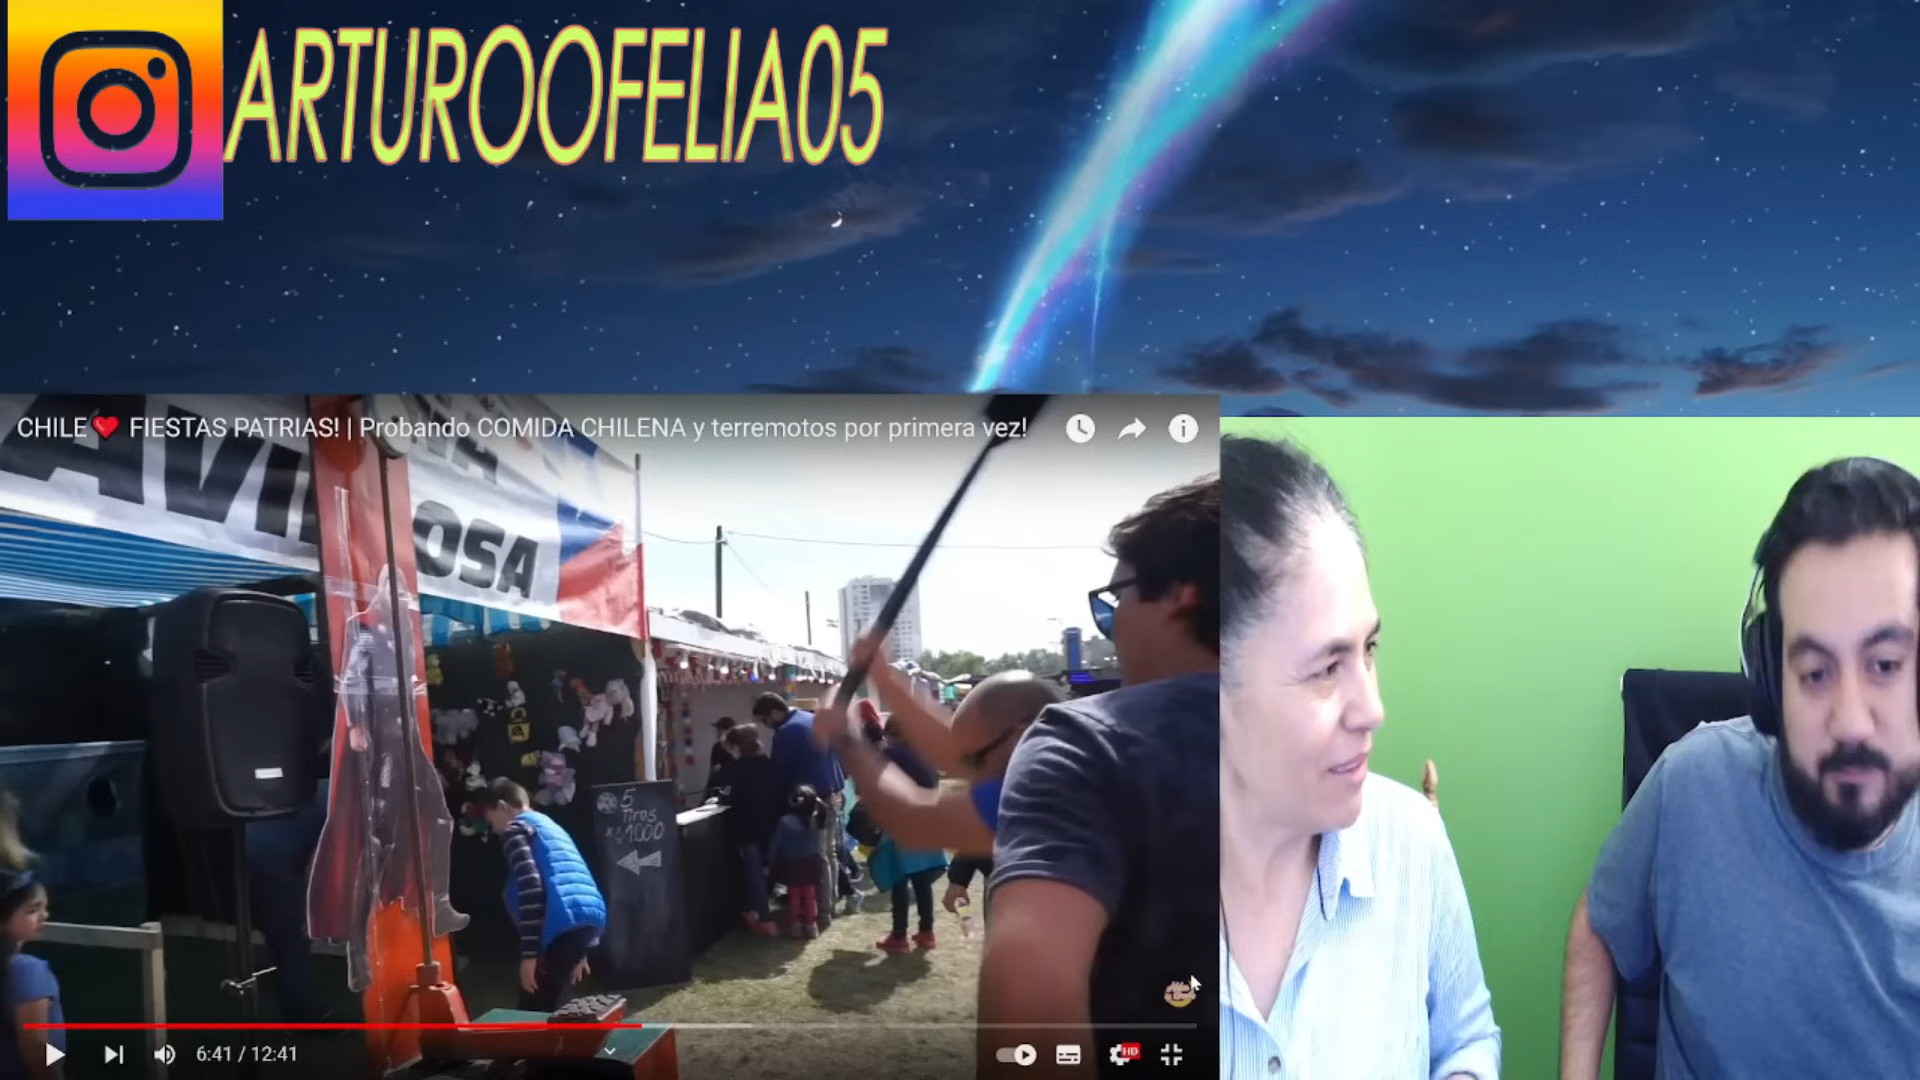 ARTUROOFELIA05
CHILE❤️ FIESTAS PATRIAS! | Probando COMIDA CHILENA y terremotos por primera vez!
OSA
5
Tiros
1000
6:41 / 12:41
HD